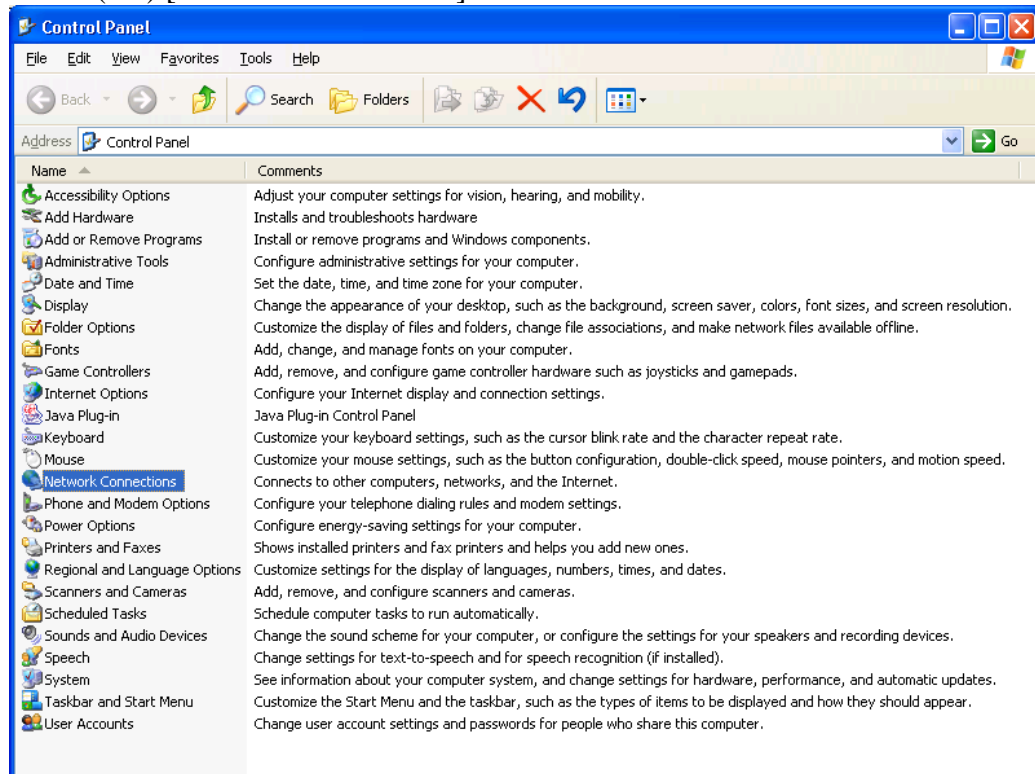 Control Panel
File Edit View Favorites Tools Help
Back Search Folders
Address Control Panel Go
Name Comments
Accessibility Options Adjust your computer settings for vision, hearing, and mobility.
Add Hardware Installs and troubleshoots hardware
Add or Remove Programs Install or remove programs and Windows components.
Administrative Tools Configure administrative settings for your computer.
Date and Time Set the date, time, and time zone for your computer.
Display Change the appearance of your desktop, such as the background, screen saver, colors, font sizes, and screen resolution.
Folder Options Customize the display of files and folders, change file associations, and make network files available offline.
Fonts Add, change, and manage fonts on your computer.
Game Controllers Add, remove, and configure game controller hardware such as joysticks and gamepads.
Internet Options Configure your Internet display and connection settings.
Java Plug-in Java Plug-in Control Panel
Keyboard Customize your keyboard settings, such as the cursor blink rate and the character repeat rate.
Mouse Customize your mouse settings, such as the button configuration, double-click speed, mouse pointers, and motion speed.
Network Connections Connects to other computers, networks, and the Internet.
Phone and Modem Options Configure your telephone dialing rules and modem settings.
Power Options Configure energy-saving settings for your computer.
Printers and Faxes Shows installed printers and fax printers and helps you add new ones.
Regional and Language Options Customize settings for the display of languages, numbers, times, and dates.
Scanners and Cameras Add, remove, and configure scanners and cameras.
Scheduled Tasks Schedule computer tasks to run automatically.
Sounds and Audio Devices Change the sound scheme for your computer, or configure the settings for your speakers and recording devices.
Speech Change settings for text-to-speech and for speech recognition (if installed).
System See information about your computer system, and change settings for hardware, performance, and automatic updates.
Taskbar and Start Menu Customize the Start Menu and the taskbar, such as the types of items to be displayed and how they should appear.
User Accounts Change user account settings and passwords for people who share this computer.